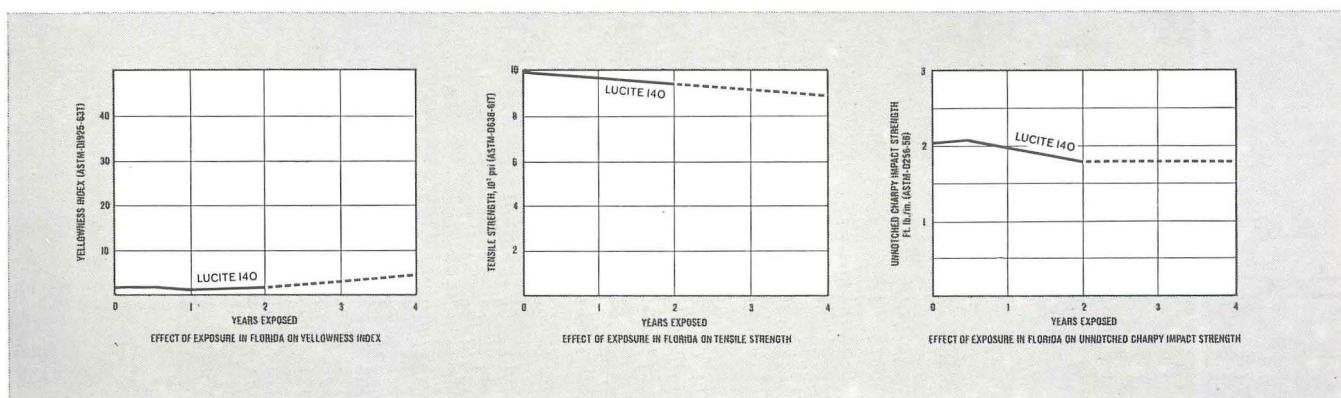 YELLOWNESS INDEX (ASTM-D1925-63T)
40
30
20
10
LUCITE 140
0 1 2 3 4
YEARS EXPOSED
EFFECT OF EXPOSURE IN FLORIDA ON YELLOWNESS INDEX
TENSILE STRENGTH, 10³ psi (ASTM-D638-61T)
10
8
6
4
2
LUCITE 140
0 1 2 3 4
YEARS EXPOSED
EFFECT OF EXPOSURE IN FLORIDA ON TENSILE STRENGTH
UNNOTCHED CHARPY IMPACT STRENGTH
Ft. lb./in. (ASTM-D256-56)
3
2
1
LUCITE 140
0 1 2 3 4
YEARS EXPOSED
EFFECT OF EXPOSURE IN FLORIDA ON UNNOTCHED CHARPY IMPACT STRENGTH